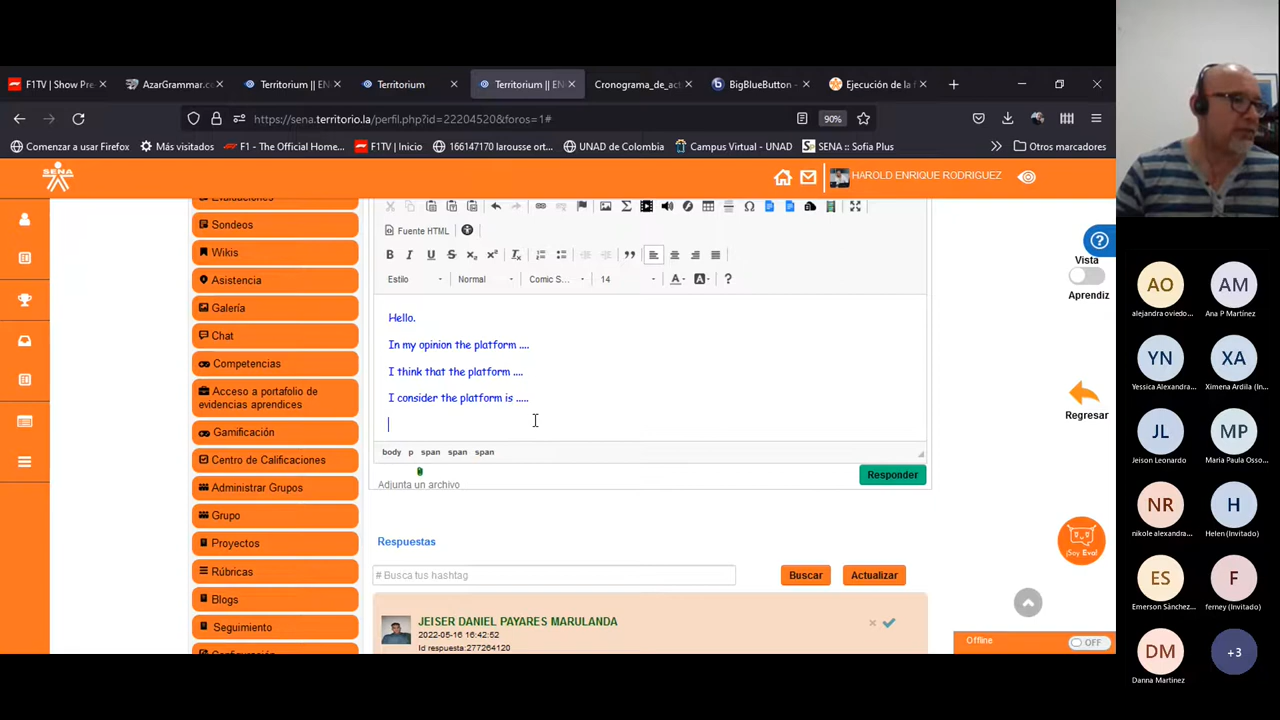 F1TV | Show Pre
AzarGrammar.c
Territorium || EN
Territorium
Territorium || EN
Cronograma_de_act
BigBlueButton -
Ejecución de la f
https://sena.territorio.la/perfil.php?id=22204520&foros=1#
90%
Comenzar a usar Firefox
Más visitados
F1 - The Official Home...
F1TV | Inicio
166147170 larousse ort...
UNAD de Colombia
Campus Virtual - UNAD
SENA :: Sofia Plus
Otros marcadores
SENA
HAROLD ENRIQUE RODRIGUEZ
Evaluaciones
Sondeos
Wikis
Asistencia
Galería
Chat
Competencias
Acceso a portafolio de
evidencias aprendices
Gamificación
Centro de Calificaciones
Administrar Grupos
Grupo
Proyectos
Rúbricas
Blogs
Seguimiento
Configuración
Fuente HTML
Estilo
Normal
Comic S...
14
Hello.
In my opinion the platform ....
I think that the platform ....
I consider the platform is .....
body p span span span
Adjunta un archivo
Responder
Respuestas
# Busca tus hashtag
Buscar
Actualizar
JEISER DANIEL PAYARES MARULANDA
2022-05-16 16:42:52
Id respuesta:277264120
Vista
Aprendiz
Regresar
¡Soy Eva!
Offline
OFF
AO
alejandra oviedo...
AM
Ana P Martínez
YN
Yessica Alexandra...
XA
Ximena Ardila (In...
JL
Jeison Leonardo
MP
Maria Paula Osso...
NR
nikole alexandra...
H
Helen (Invitado)
ES
Emerson Sánchez...
F
ferney (Invitado)
DM
Danna Martinez
+3